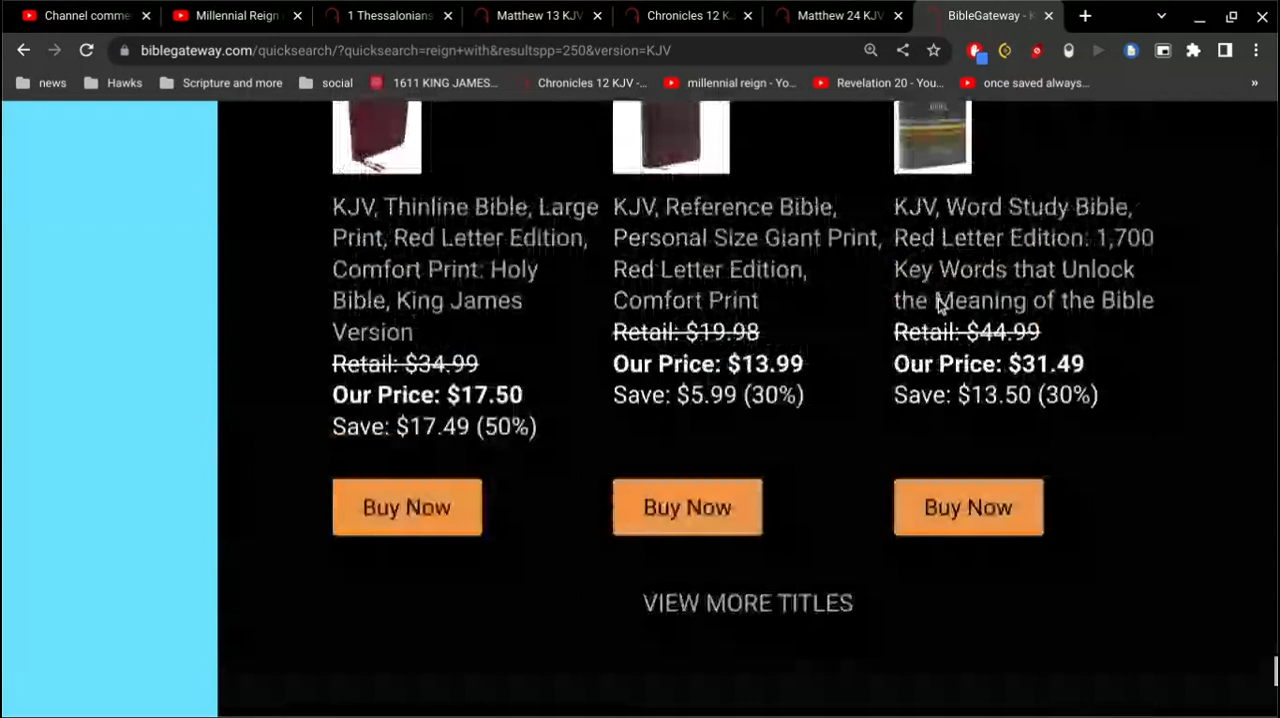 Channel comme
Millennial Reign
1 Thessalonians
Matthew 13 KJV
Chronicles 12 K
Matthew 24 KJV
BibleGateway - K
biblegateway.com/quicksearch/?quicksearch=reign+with&resultspp=250&version=KJV
news
Hawks
Scripture and more
social
1611 KING JAMES...
Chronicles 12 KJV -...
millennial reign - Yo...
Revelation 20 - You...
once saved always...
»
KJV, Thinline Bible, Large
Print, Red Letter Edition,
Comfort Print: Holy
Bible, King James
Version
Retail: $34.99
Our Price: $17.50
Save: $17.49 (50%)
Buy Now
KJV, Reference Bible,
Personal Size Giant Print,
Red Letter Edition,
Comfort Print
Retail: $19.98
Our Price: $13.99
Save: $5.99 (30%)
Buy Now
KJV, Word Study Bible,
Red Letter Edition: 1,700
Key Words that Unlock
the Meaning of the Bible
Retail: $44.99
Our Price: $31.49
Save: $13.50 (30%)
Buy Now
VIEW MORE TITLES